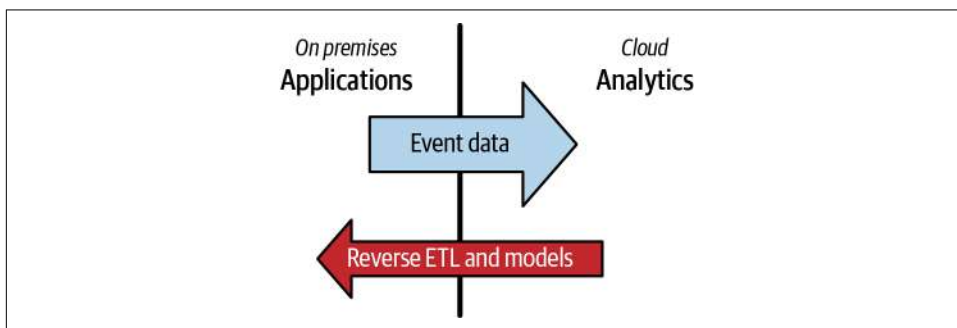 On premises
Applications
Cloud
Analytics
Event data
Reverse ETL and models